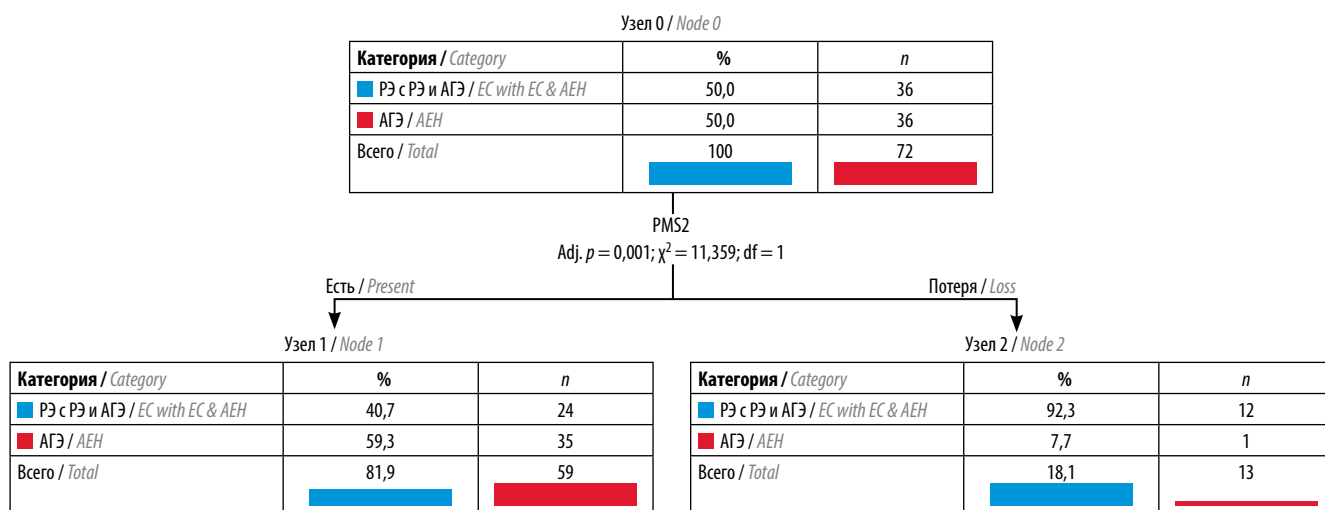 Узел 0 / Node 0
Категория / Category % n
РЭ с РЭ и АГЭ / EC with EC & AEH 50,0 36
АГЭ / AEH 50,0 36
Всего / Total 100 72
PMS2
Adj. p = 0,001; χ² = 11,359; df = 1
Есть / Present Потеря / Loss
Узел 1 / Node 1
Категория / Category % n
РЭ с РЭ и АГЭ / EC with EC & AEH 40,7 24
АГЭ / AEH 59,3 35
Всего / Total 81,9 59
Узел 2 / Node 2
Категория / Category % n
РЭ с РЭ и АГЭ / EC with EC & AEH 92,3 12
АГЭ / AEH 7,7 1
Всего / Total 18,1 13